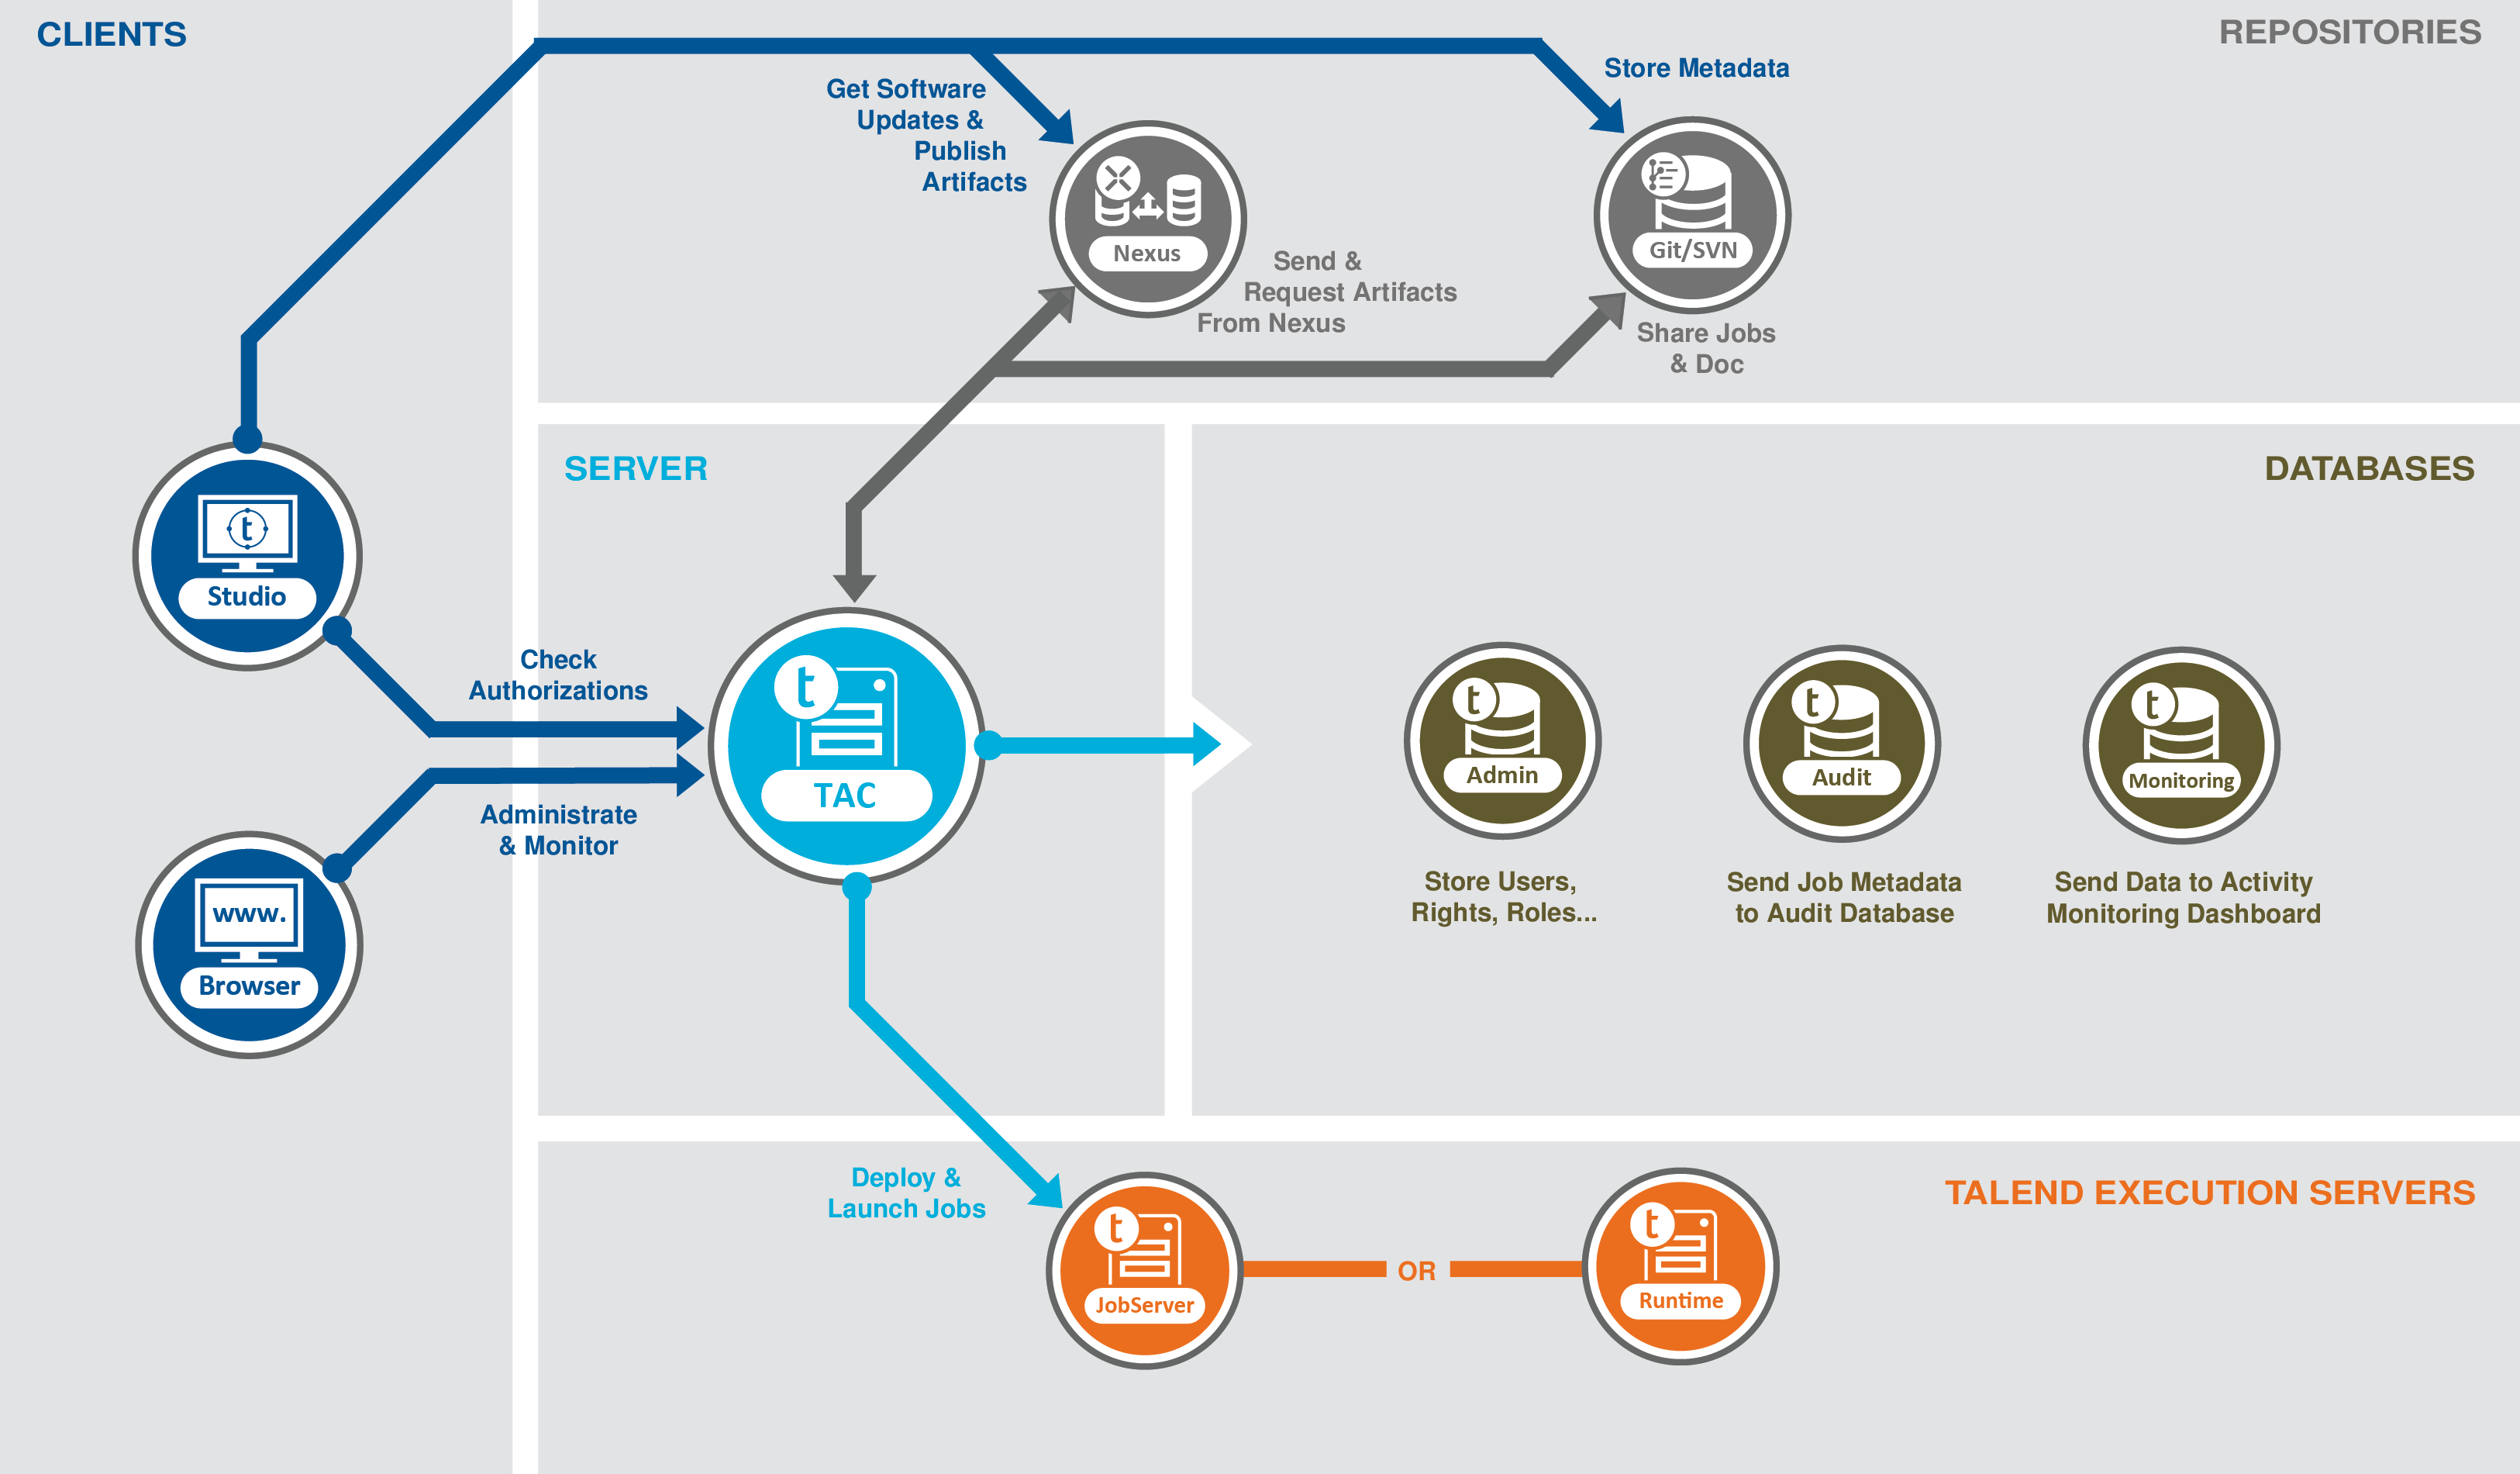 CLIENTS
REPOSITORIES
Store Metadata
Get Software
Updates &
Publish
Artifacts
Nexus
Git/SVN
Send &
Request Artifacts
From Nexus
Share Jobs
& Doc
SERVER
DATABASES
t
Studio
Check
Authorizations
t
TAC
Administrate
& Monitor
www.
Browser
t
Admin
t
Audit
t
Monitoring
Store Users,
Rights, Roles...
Send Job Metadata
to Audit Database
Send Data to Activity
Monitoring Dashboard
Deploy &
Launch Jobs
TALEND EXECUTION SERVERS
t
JobServer
OR
t
Runtime